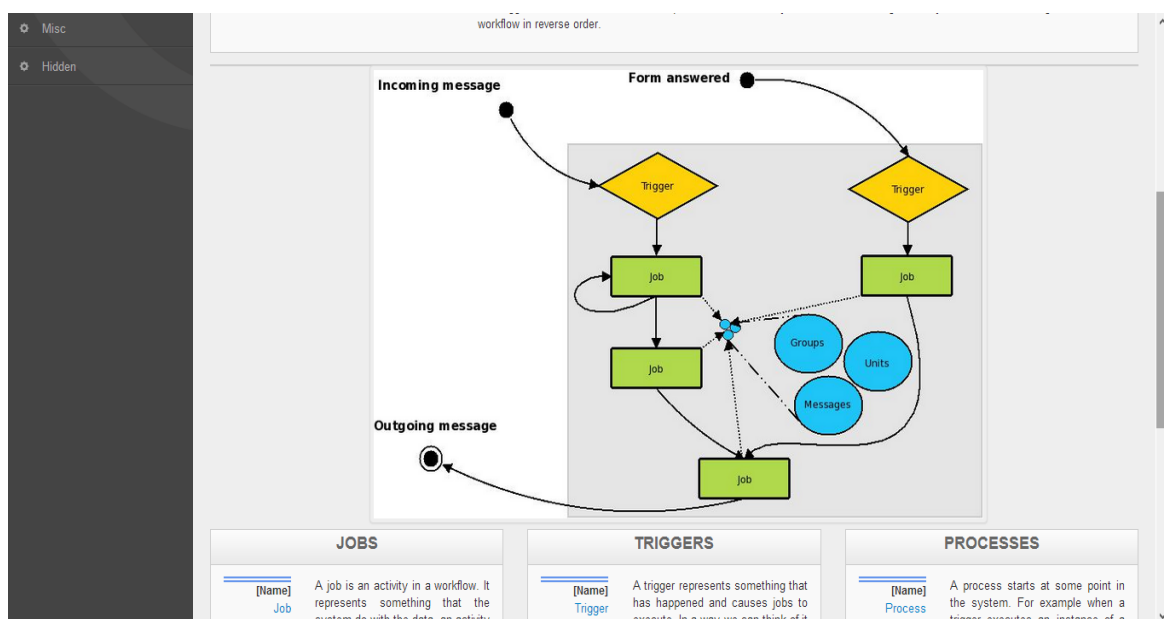 Misc
Hidden
workflow in reverse order.
Incoming message
Form answered
Trigger
Trigger
Job
Job
Groups
Units
Job
Messages
Outgoing message
Job
JOBS
[Name]
Job
A job is an activity in a workflow. It
represents something that the
TRIGGERS
[Name]
Trigger
A trigger represents something that
has happened and causes jobs to
PROCESSES
[Name]
Process
A process starts at some point in
the system. For example when a